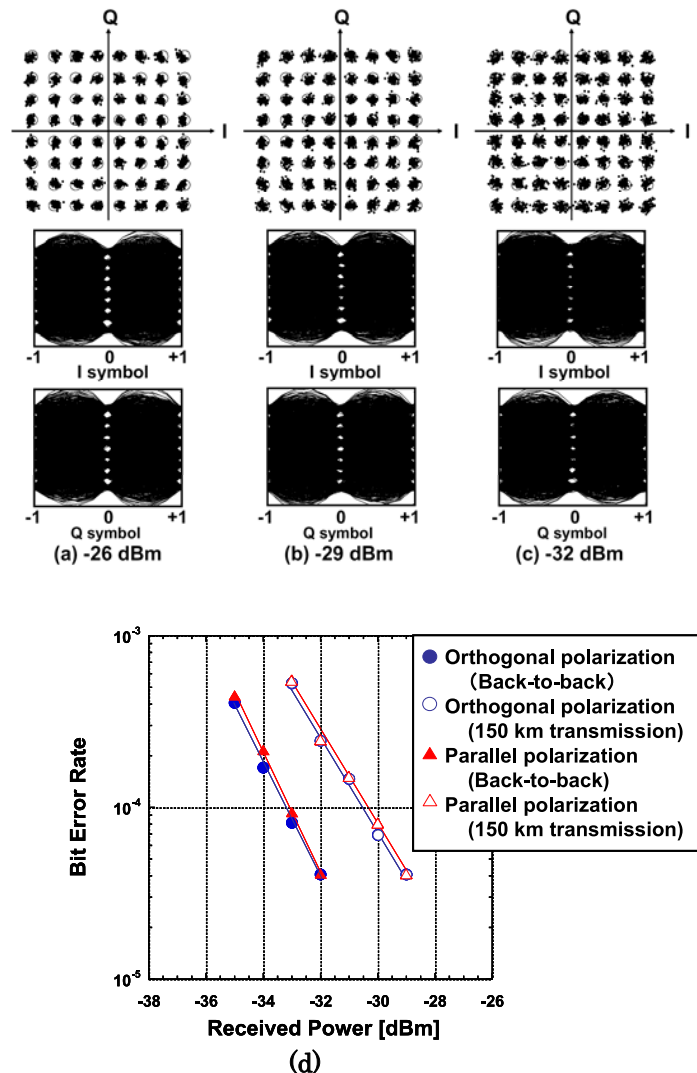 Q Q Q
I I I
-1 0 +1 -1 0 +1 -1 0 +1
I symbol I symbol I symbol
-1 0 +1 -1 0 +1 -1 0 +1
Q symbol Q symbol Q symbol
(a) -26 dBm (b) -29 dBm (c) -32 dBm
10-3
10-4
10-5
Bit Error Rate
Orthogonal polarization
(Back-to-back)
Orthogonal polarization
(150 km transmission)
Parallel polarization
(Back-to-back)
Parallel polarization
(150 km transmission)
-38 -36 -34 -32 -30 -28 -26
Received Power [dBm]
(d)